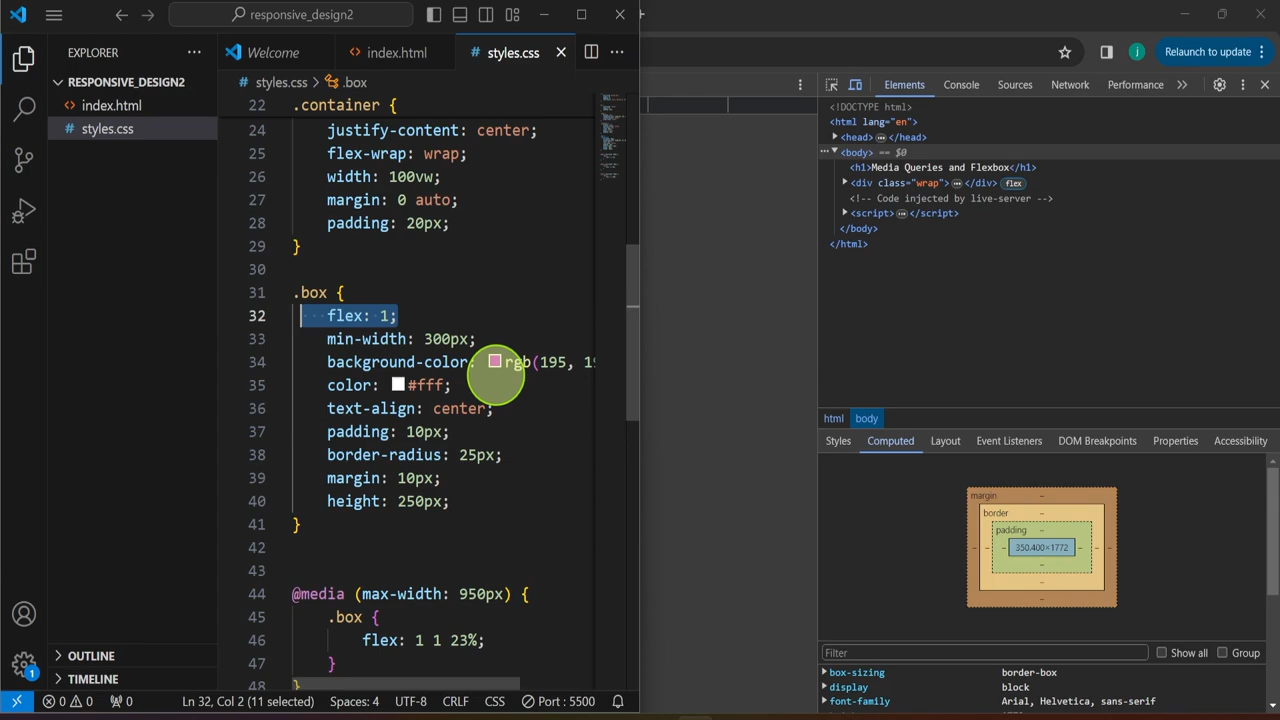 responsive_design2
EXPLORER
Welcome
index.html
styles.css
RESPONSIVE_DESIGN2
index.html
styles.css
styles.css
.box
22 .container {
24 justify-content: center;
25 flex-wrap: wrap;
26 width: 100vw;
27 margin: 0 auto;
28 padding: 20px;
29 }
30
31 .box {
32 flex: 1;
33 min-width: 300px;
34 background-color: rgb(195,
35 color: #fff;
36 text-align: center;
37 padding: 10px;
38 border-radius: 25px;
39 margin: 10px;
40 height: 250px;
41 }
42
43
44 @media (max-width: 950px) {
45 .box {
46 flex: 1 1 23%;
47 }
48 }
OUTLINE
TIMELINE
1
0 0 0 Ln 32, Col 2 (11 selected) Spaces: 4 UTF-8 CRLF CSS Port : 5500
j Relaunch to update
Elements Console Sources Network Performance
<!DOCTYPE html>
<html lang="en">
<head>…</head>
<body> == $0
<h1>Media Queries and Flexbox</h1>
<div class="wrap">…</div> flex
<!-- Code injected by live-server -->
<script>…</script>
</body>
</html>
html body
Styles Computed Layout Event Listeners DOM Breakpoints Properties Accessibility
margin –
border –
padding –
– – – 350.400×1772 – – –
–
–
–
Filter Show all Group
box-sizing border-box
display block
font-family Arial, Helvetica, sans-serif